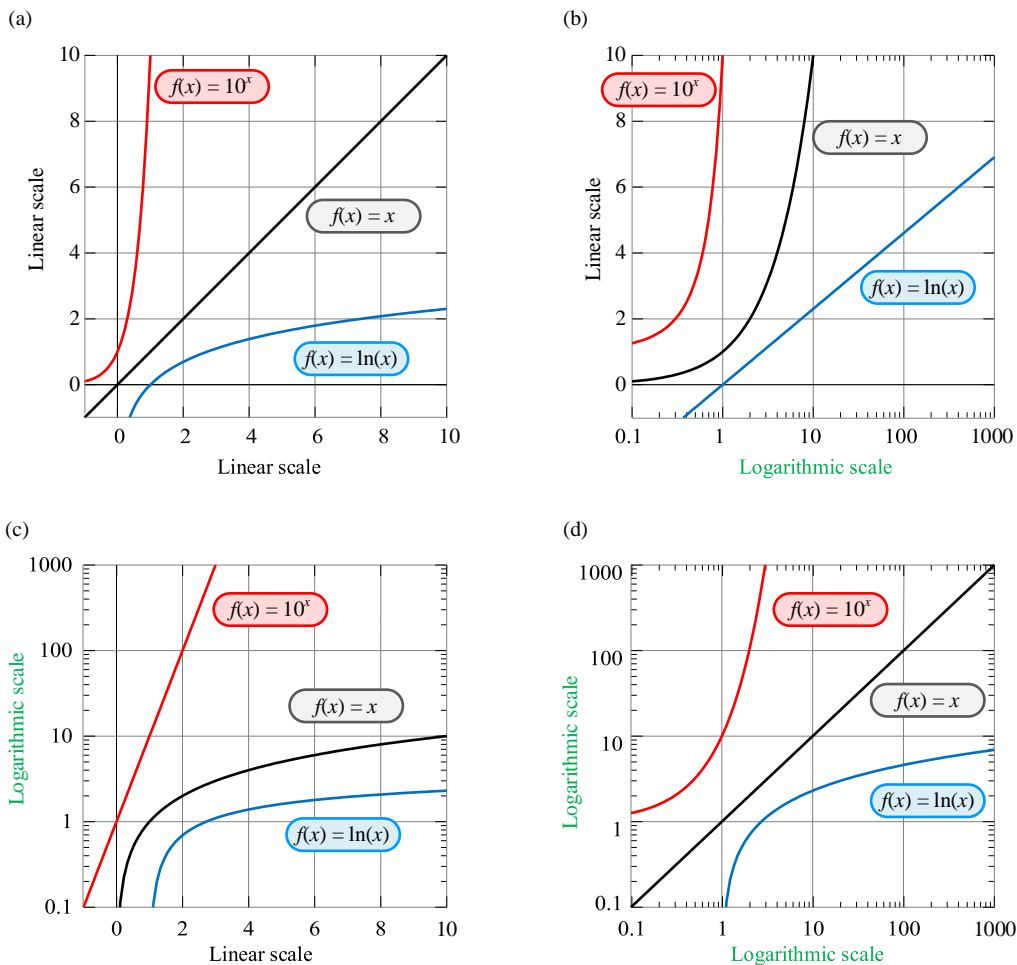 (a)
10
f(x) = 10^x
8
6
f(x) = x
4
2
f(x) = ln(x)
0
Linear scale
0 2 4 6 8 10
Linear scale
(b)
10
f(x) = 10^x
8
f(x) = x
6
4
f(x) = ln(x)
2
0
Linear scale
0.1 1 10 100 1000
Logarithmic scale
(c)
1000
f(x) = 10^x
100
f(x) = x
10
1
f(x) = ln(x)
0.1
Logarithmic scale
0 2 4 6 8 10
Linear scale
(d)
1000
f(x) = 10^x
100
f(x) = x
10
f(x) = ln(x)
1
0.1
Logarithmic scale
0.1 1 10 100 1000
Logarithmic scale